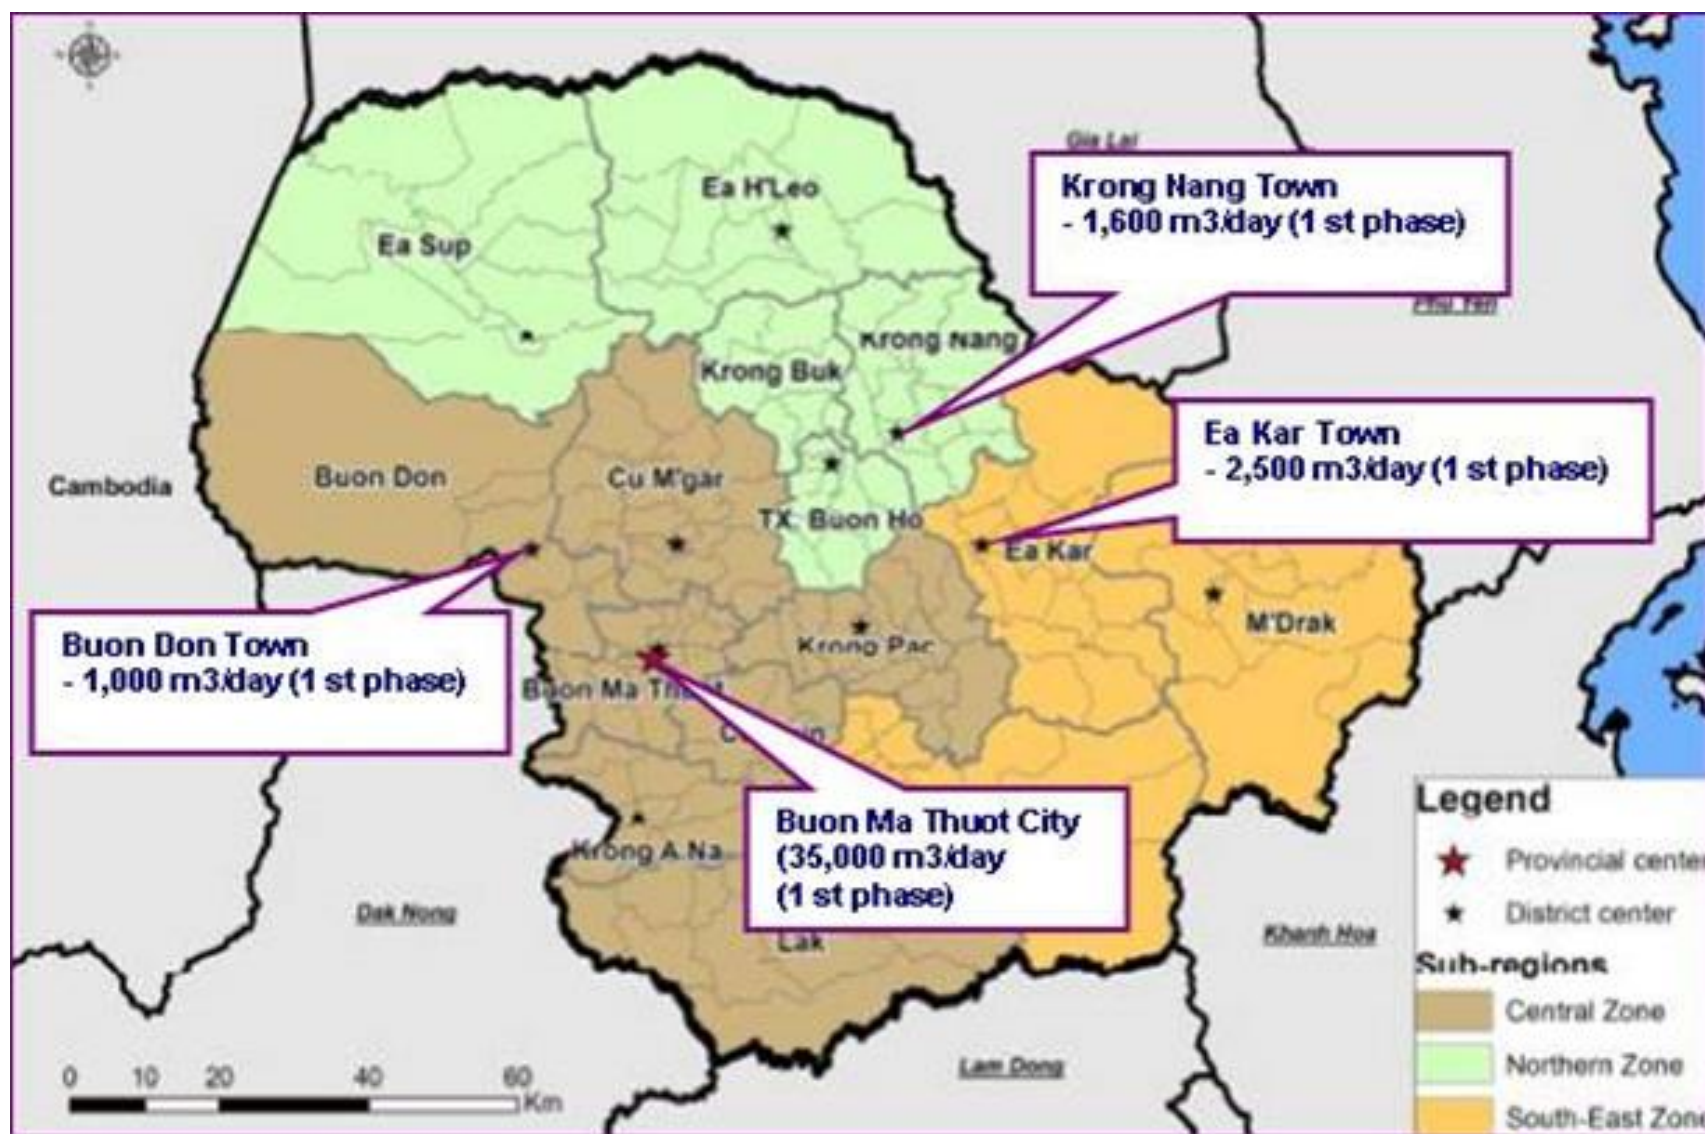 Gia Lai
Krong Nang Town
- 1,600 m3/day (1 st phase)
Ea H'Leo
Ea Sup
Phu Yen
Krong Nang
Krong Buk
Ea Kar Town
- 2,500 m3/day (1 st phase)
Cambodia
Buon Don
Cu M'gar
TX. Buon Ho
Ea Kar
M'Drak
Buon Don Town
- 1,000 m3/day (1 st phase)
Krong Pac
Buon Ma Thuot
Buon Ma Thuot City
(35,000 m3/day
(1 st phase)
Krong A.Na
Lak
Dak Nong
Khanh Hoa
Lam Dong
Legend
Provincial center
District center
Sub-regions
Central Zone
Northern Zone
South-East Zone
0 10 20 40 60
Km